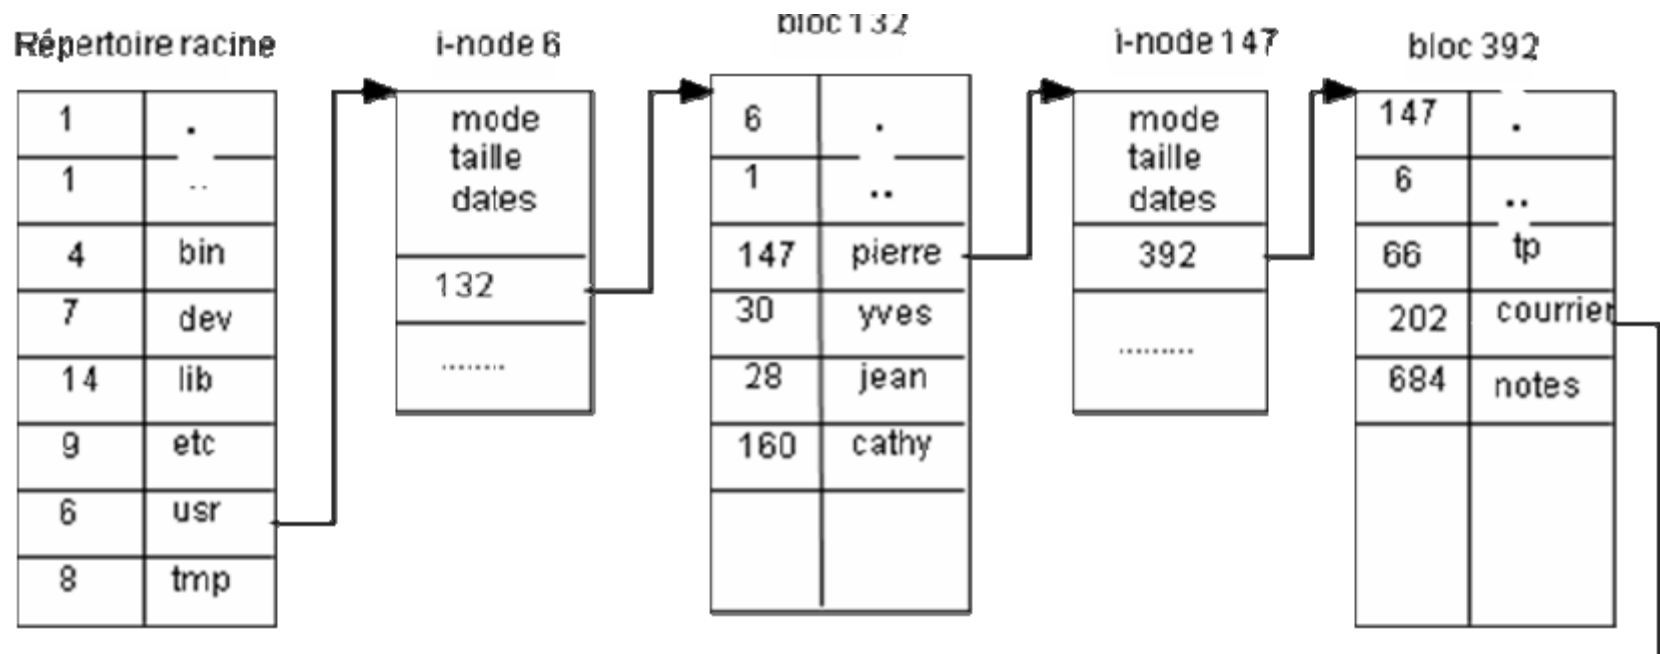 Répertoire racine
1 .
1 ..
4 bin
7 dev
14 lib
9 etc
6 usr
8 tmp
i-node 6
mode
taille
dates
132
........
bloc 132
6 .
1 ..
147 pierre
30 yves
28 jean
160 cathy
i-node 147
mode
taille
dates
392
.........
bloc 392
147 .
6 ..
66 tp
202 courrier
684 notes